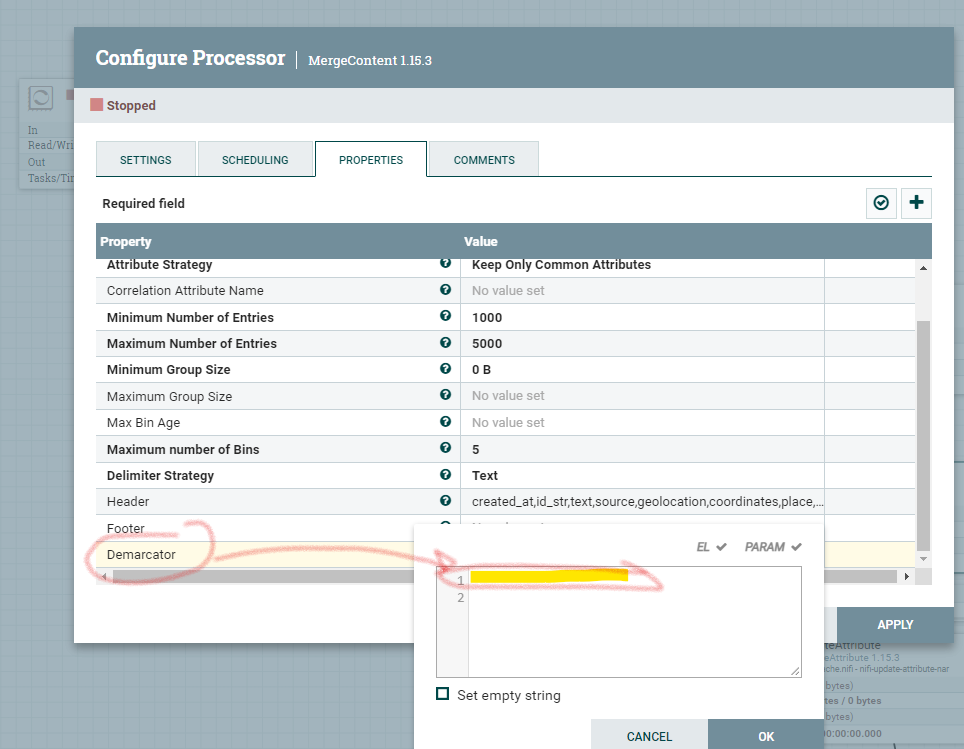 Configure Processor | MergeContent 1.15.3
Stopped
In
Read/Wri
Out
Tasks/Tin
SETTINGS SCHEDULING PROPERTIES COMMENTS
Required field
Property Value
Attribute Strategy Keep Only Common Attributes
Correlation Attribute Name No value set
Minimum Number of Entries 1000
Maximum Number of Entries 5000
Minimum Group Size 0 B
Maximum Group Size No value set
Max Bin Age No value set
Maximum number of Bins 5
Delimiter Strategy Text
Header created_at,id_str,text,source,geolocation,coordinates,place,...
Footer
Demarcator
EL PARAM
1
2
Set empty string
CANCEL OK
APPLY
teAttribute
eAttribute 1.15.3
che.nifi - nifi-update-attribute-nar
bytes)
tes / 0 bytes
bytes)
00:00:00.000